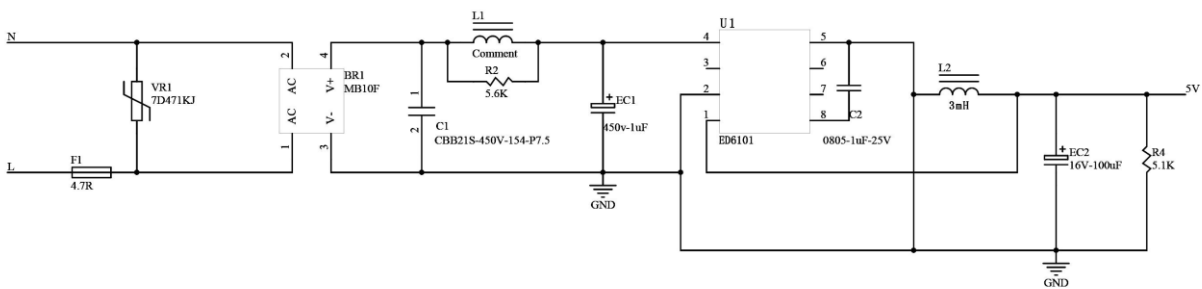 N
VR1
7D471KJ
L
F1
4.7R
2
AC
AC
1
4
V+
V-
3
BR1
MB10F
L1
Comment
R2
5.6K
1
2
C1
CBB21S-450V-154-P7.5
EC1
450v-1uF
GND
U1
4
3
2
1
5
6
7
8
ED6101
C2
0805-1uF-25V
L2
3mH
5V
EC2
16V-100uF
R4
5.1K
GND